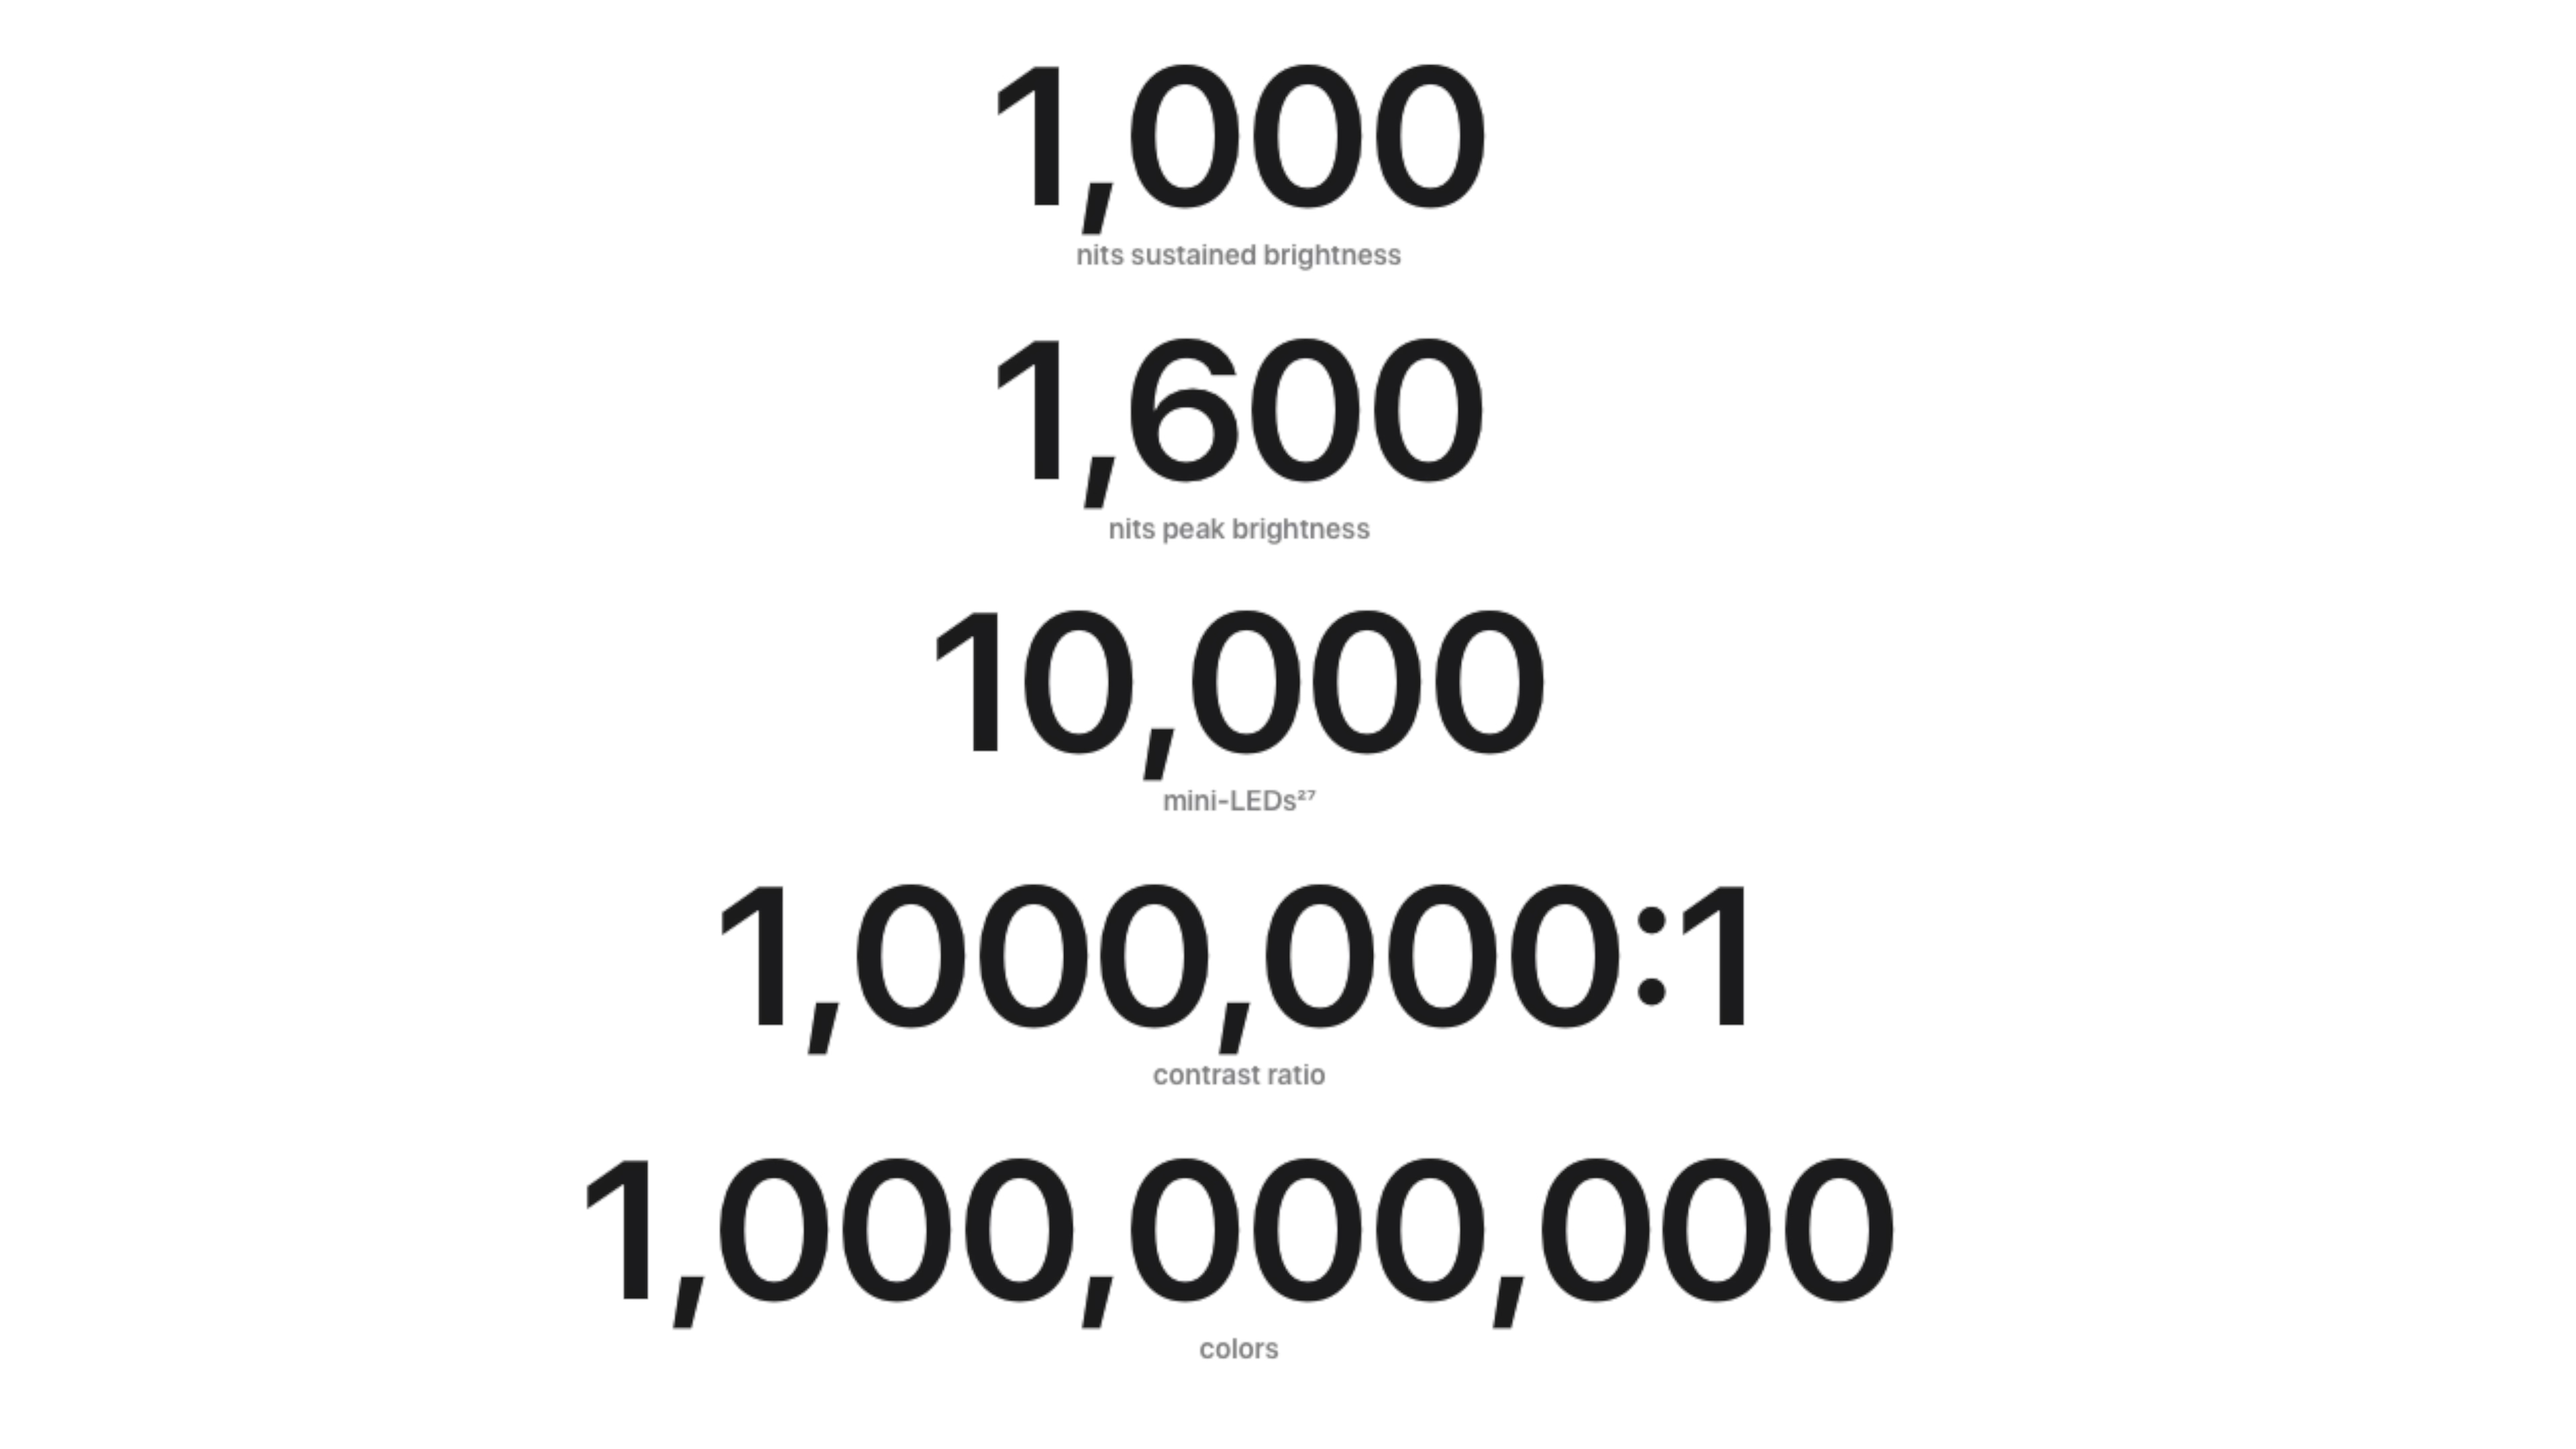 1,000
nits sustained brightness
1,600
nits peak brightness
10,000
mini-LEDs²⁷
1,000,000:1
contrast ratio
1,000,000,000
colors